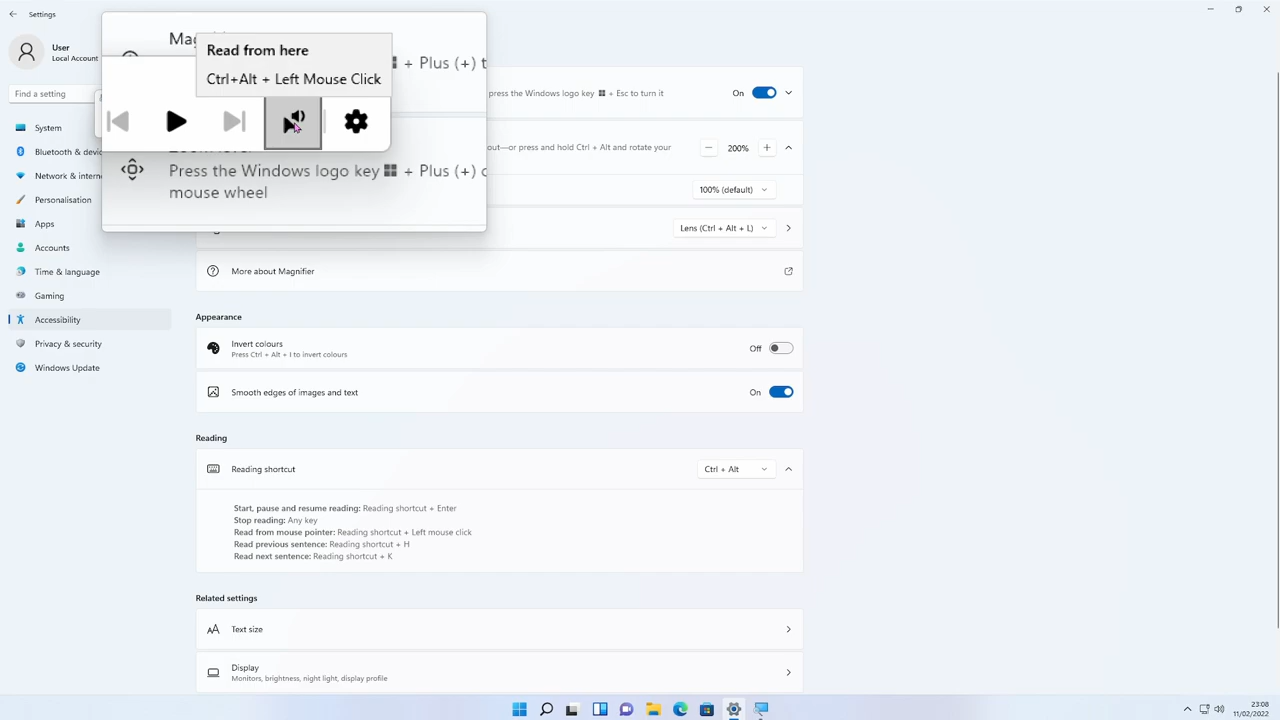 Settings
User
Local Account
Find a setting
System
Bluetooth & devic
Network & intern
Personalisation
Apps
Accounts
Time & language
Gaming
Accessibility
Privacy & security
Windows Update
Mag
Read from here
Ctrl+Alt + Left Mouse Click
+ Plus (+) t
Press the Windows logo key + Plus (+) c
mouse wheel
press the Windows logo key + Esc to turn it
On
out—or press and hold Ctrl + Alt and rotate your
200%
100% (default)
Lens (Ctrl + Alt + L)
More about Magnifier
Appearance
Invert colours
Press Ctrl + Alt + I to invert colours
Off
Smooth edges of images and text
On
Reading
Reading shortcut
Ctrl + Alt
Start, pause and resume reading: Reading shortcut + Enter
Stop reading: Any key
Read from mouse pointer: Reading shortcut + Left mouse click
Read previous sentence: Reading shortcut + H
Read next sentence: Reading shortcut + K
Related settings
Text size
Display
Monitors, brightness, night light, display profile
23:08
11/02/2022